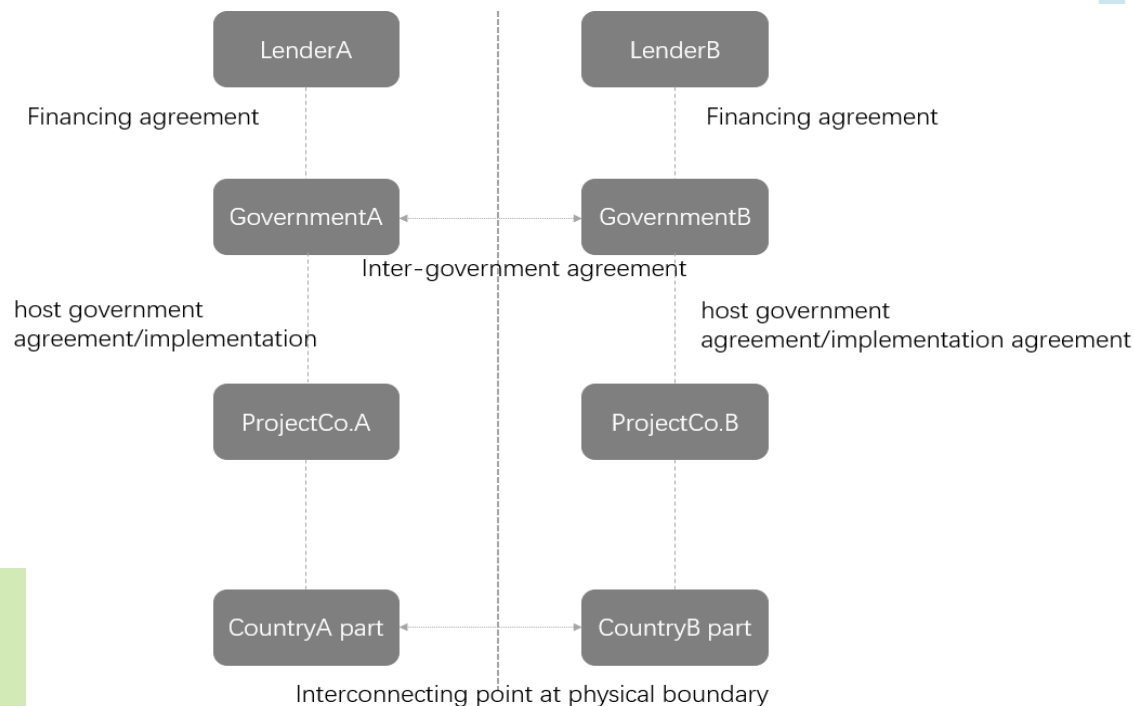 LenderA
LenderB
Financing agreement
Financing agreement
GovernmentA
GovernmentB
Inter-government agreement
host government
agreement/implementation
host government
agreement/implementation agreement
ProjectCo.A
ProjectCo.B
CountryA part
CountryB part
Interconnecting point at physical boundary